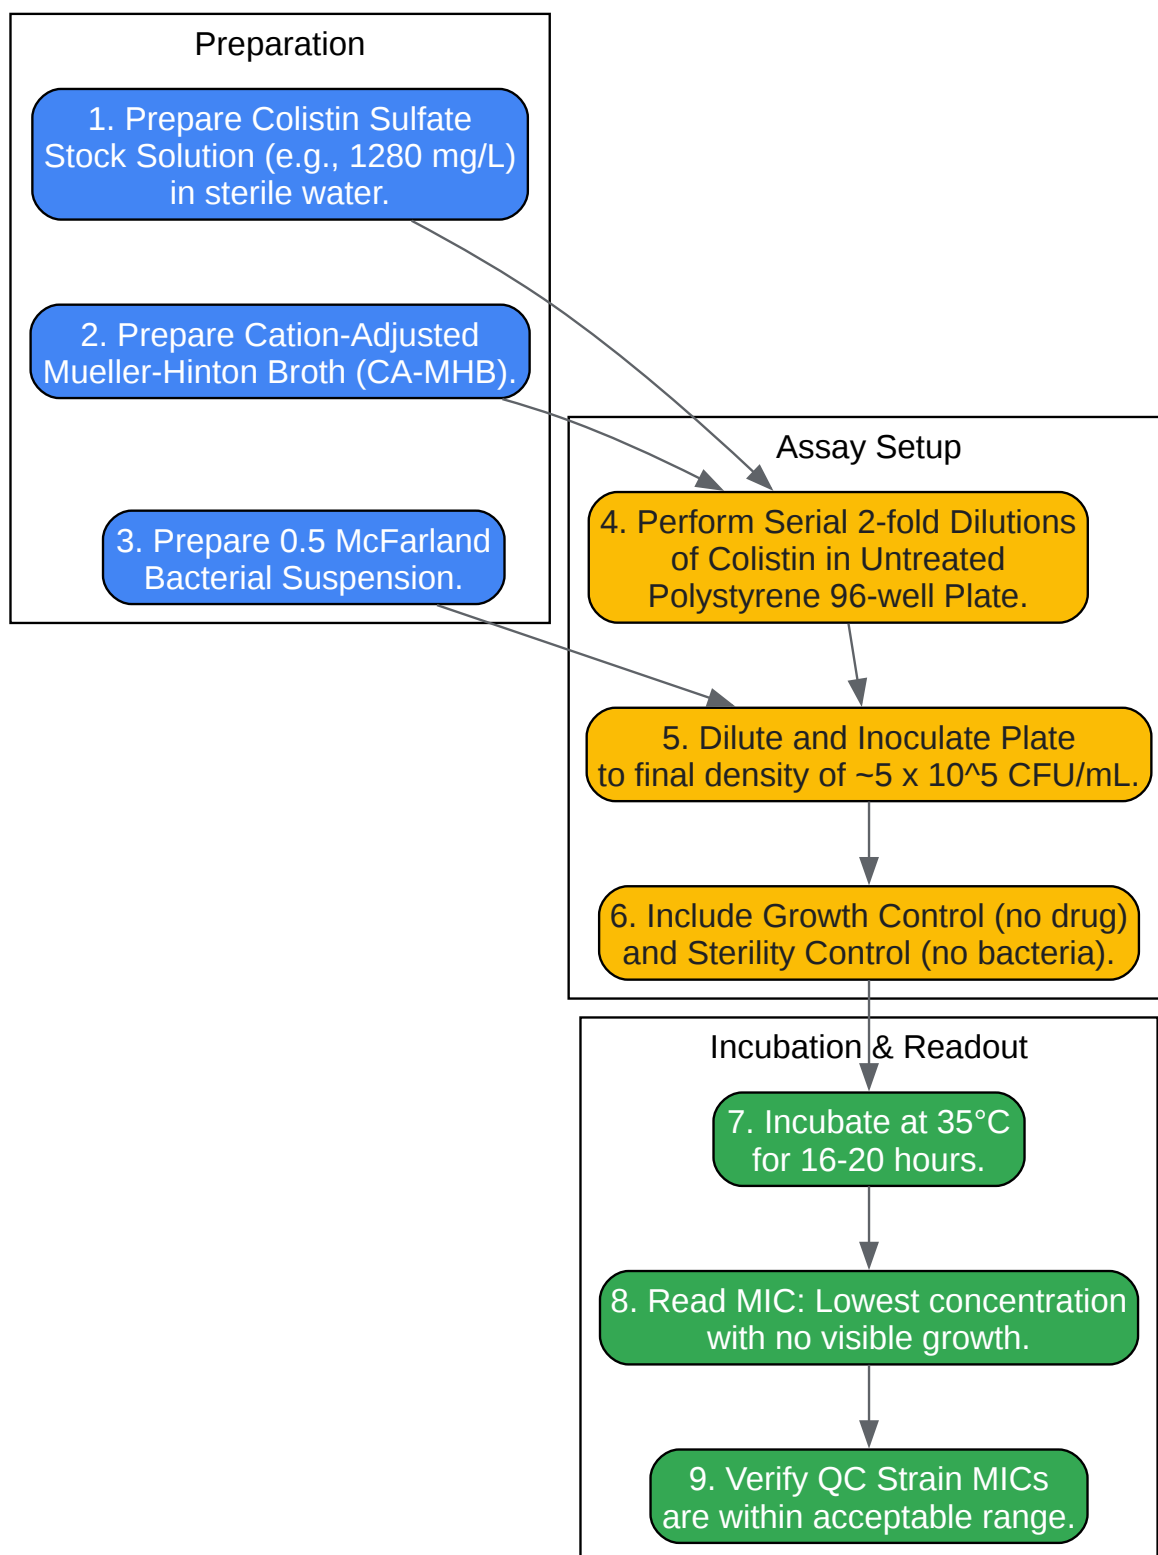 Preparation
1. Prepare Colistin Sulfate
Stock Solution (e.g., 1280 mg/L)
in sterile water.
2. Prepare Cation-Adjusted
Mueller-Hinton Broth (CA-MHB).
3. Prepare 0.5 McFarland
Bacterial Suspension.
Assay Setup
4. Perform Serial 2-fold Dilutions
of Colistin in Untreated
Polystyrene 96-well Plate.
5. Dilute and Inoculate Plate
to final density of ~5 x 10^5 CFU/mL.
6. Include Growth Control (no drug)
and Sterility Control (no bacteria).
Incubation & Readout
7. Incubate at 35°C
for 16-20 hours.
8. Read MIC: Lowest concentration
with no visible growth.
9. Verify QC Strain MICs
are within acceptable range.